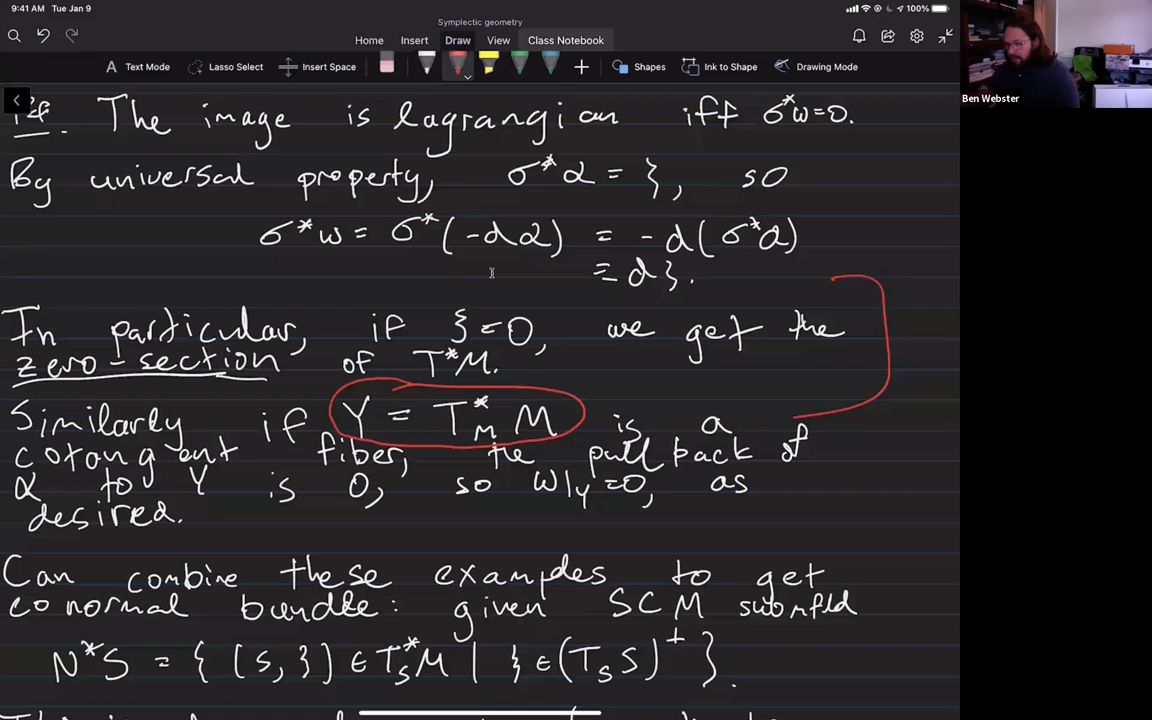 9:41 AM Tue Jan 9
100%
Symplectic geometry
Home Insert Draw View Class Notebook
Text Mode Lasso Select Insert Space Shapes Ink to Shape Drawing Mode
Ben Webster
The image is lagrangian iff σ*ω=0.
By universal property, σ*α = ξ, so
σ*ω = σ*(-dα) = -d(σ*α)
= dξ.
In particular, if ξ=0, we get the
zero-section of T*M.
Similarly if Y = T*_M M is a
cotangent fiber, the pullback of
α to Y is 0, so ω|_Y=0, as
desired.
Can combine these examples to get
conormal bundle: given S⊂M submfld
N*S = { (s, ξ) ∈ T*_S M | ξ ∈ (T_S S)^⊥ }.